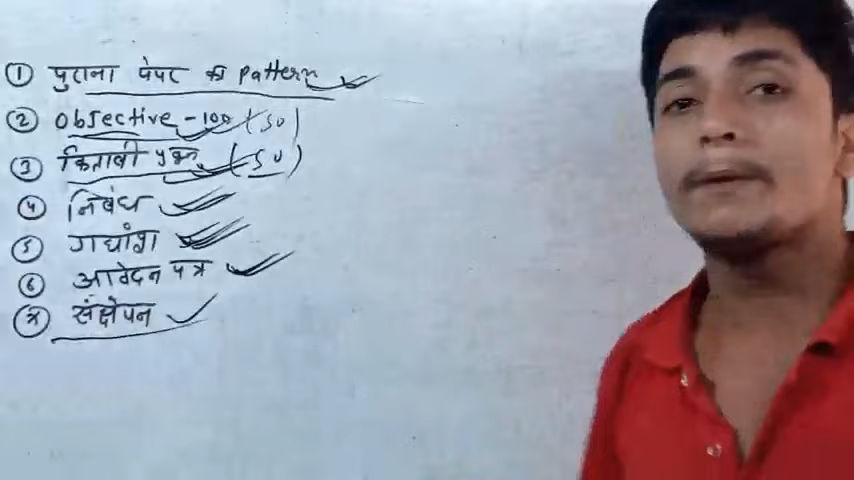 ① पुराना पेपर की Pattern
② Objective - 100 (50)
③ किताबी प्रश्न (50)
④ निबंध
⑤ गद्यांश
⑥ आवेदन पत्र
⑦ संक्षेपन